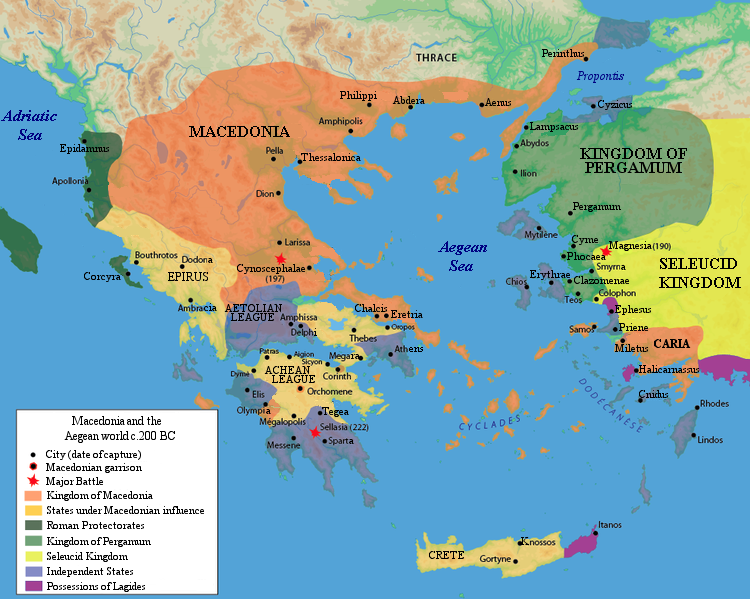 THRACE
Perinthus
Propontis
Cyzicus
Philippi
Abdera
Aenus
Amphipolis
Lampsacus
Adriatic
Sea
MACEDONIA
Abydos
Epidamnus
Pella
Thessalonica
KINGDOM OF
PERGAMUM
Ilion
Apollonia
Dion
Pergamum
Mytilène
Larissa
Cyme
Magnesia (190)
Aegean
Sea
Bouthrotos
Dodona
Phocaea
SELEUCID
KINGDOM
Cynoscephalae
(197)
Smyrna
Corcyra
EPIRUS
Erythrae
Chios
Clazomenae
Teos
Colophon
Ambracia
AETOLIAN
LEAGUE
Chalcis
Eretria
Ephesus
Amphissa
Delphi
Oropos
Samos
Priene
Thebes
Miletus
CARIA
Patras
Aigion
Sicyon
Megara
Athens
Dyme
ACHEAN
LEAGUE
Corinth
Halicarnassus
Elis
Orchomene
Cnidus
DODECANESE
Olympia
Tegea
Rhodes
Mégalopolis
Sellasia (222)
CYCLADES
Messene
Sparta
Lindos
Itanos
Knossos
CRETE
Gortyne
Macedonia and the
Aegean world c.200 BC
City (date of capture)
Macedonian garrison
Major Battle
Kingdom of Macedonia
States under Macedonian influence
Roman Protectorates
Kingdom of Pergamum
Seleucid Kingdom
Independent States
Possessions of Lagides